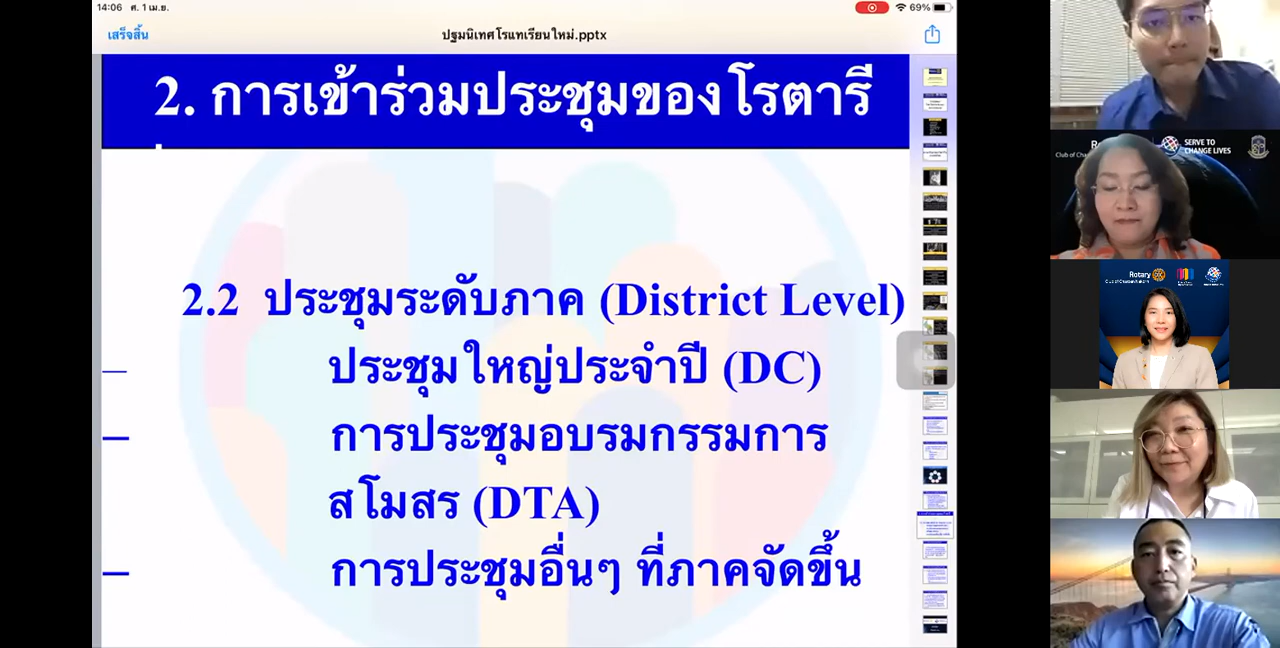 14:06 ศ. 1 เม.ย.
69%
เสร็จสิ้น
ปฐมนิเทศโรแทเรียนใหม่.pptx
2. การเข้าร่วมประชุมของโรตารี
2.2 ประชุมระดับภาค (District Level)
— ประชุมใหญ่ประจำปี (DC)
— การประชุมอบรมกรรมการ
สโมสร (DTA)
— การประชุมอื่นๆ ที่ภาคจัดขึ้น
SERVE TO
CHANGE LIVES
Rotary